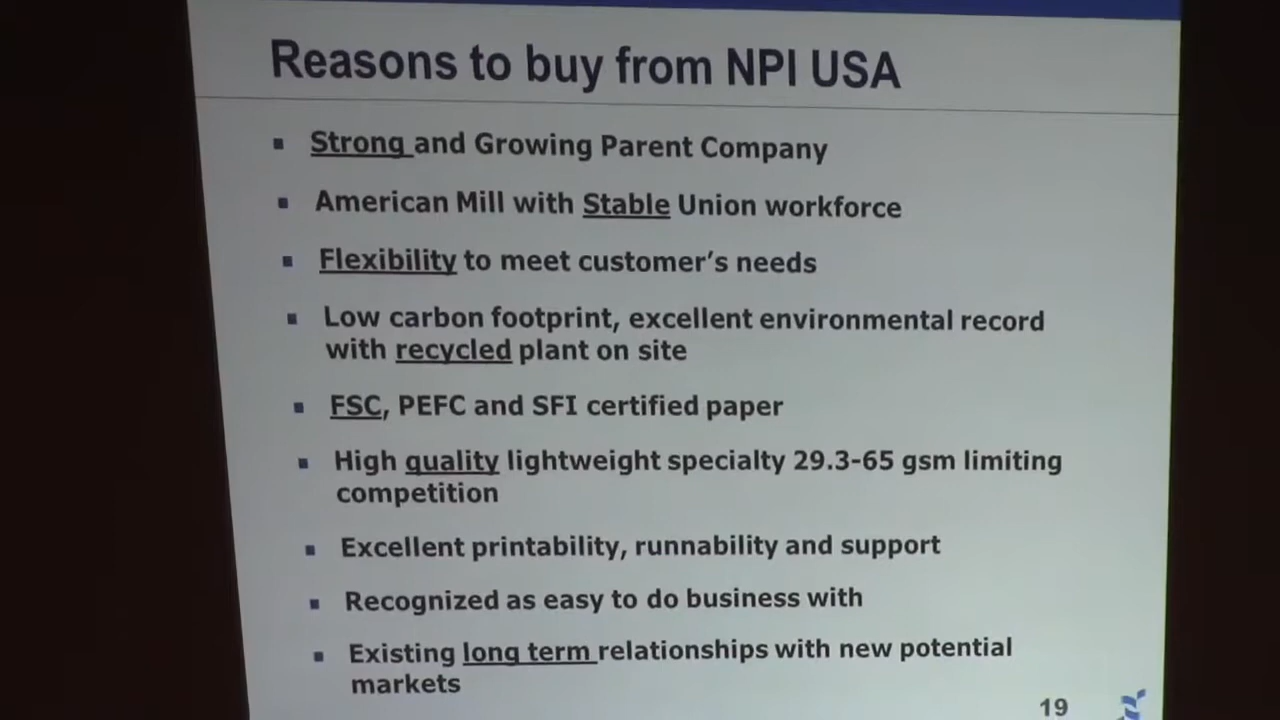 Reasons to buy from NPI USA
▪ Strong and Growing Parent Company
▪ American Mill with Stable Union workforce
▪ Flexibility to meet customer's needs
▪ Low carbon footprint, excellent environmental record
with recycled plant on site
▪ FSC, PEFC and SFI certified paper
▪ High quality lightweight specialty 29.3-65 gsm limiting
competition
▪ Excellent printability, runnability and support
▪ Recognized as easy to do business with
▪ Existing long term relationships with new potential
markets
19